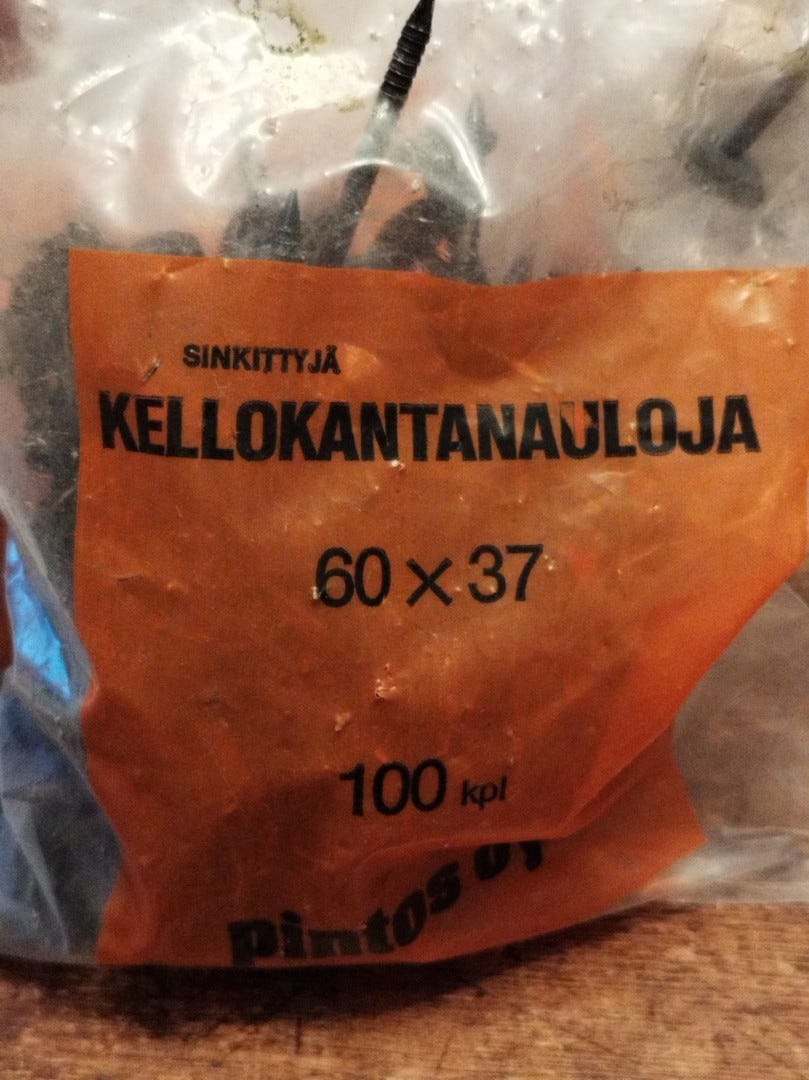 SINKITTYJÄ
KELLOKANTANAULOJA
60 × 37
100 kpl
pintos oy